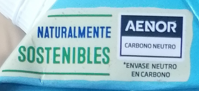 NATURALMENTE
SOSTENIBLES
AENOR
CARBONO NEUTRO
*ENVASE NEUTRO
EN CARBONO